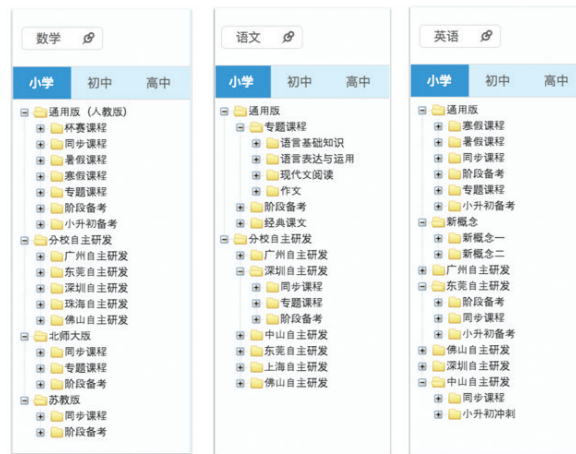 数学
小学 初中 高中
通用版（人教版）
杯赛课程
同步课程
暑假课程
寒假课程
专题课程
阶段备考
小升初备考
分校自主研发
广州自主研发
东莞自主研发
深圳自主研发
珠海自主研发
佛山自主研发
北师大版
同步课程
专题课程
阶段备考
苏教版
同步课程
阶段备考
语文
小学 初中 高中
通用版
专题课程
语言基础知识
语言表达与运用
现代文阅读
作文
阶段备考
经典课文
分校自主研发
广州自主研发
深圳自主研发
同步课程
专题课程
阶段备考
中山自主研发
东莞自主研发
上海自主研发
佛山自主研发
英语
小学 初中 高中
通用版
寒假课程
暑假课程
同步课程
阶段备考
专题课程
小升初备考
新概念
新概念一
新概念二
广州自主研发
东莞自主研发
阶段备考
同步课程
小升初备考
佛山自主研发
深圳自主研发
中山自主研发
同步课程
小升初冲刺